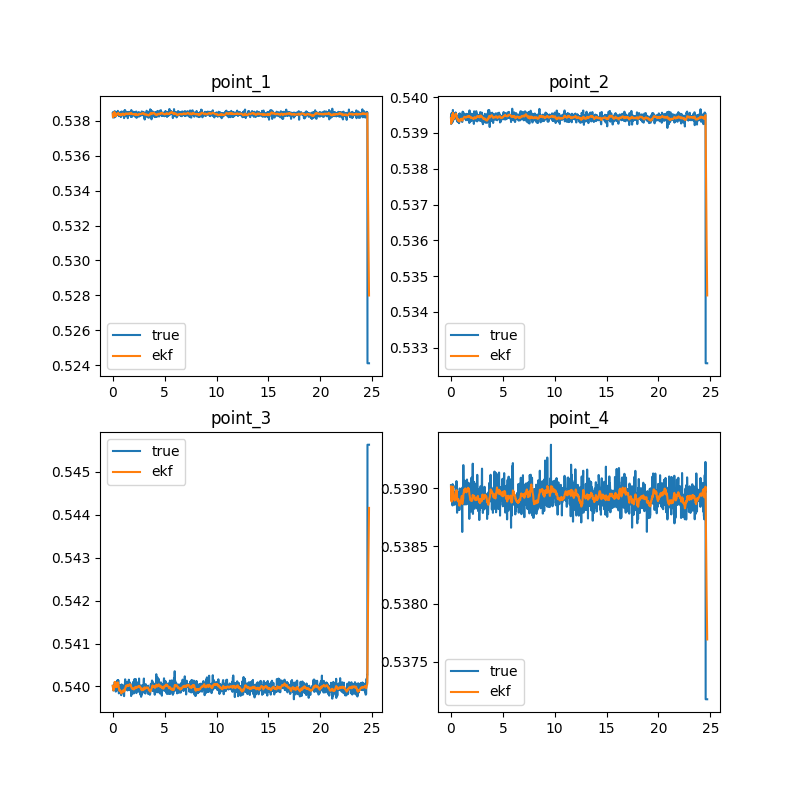 point_1
0.538
0.536
0.534
0.532
0.530
0.528
0.526
0.524
0 5 10 15 20 25
true
ekf
point_2
0.540
0.539
0.538
0.537
0.536
0.535
0.534
0.533
0 5 10 15 20 25
true
ekf
point_3
0.545
0.544
0.543
0.542
0.541
0.540
0 5 10 15 20 25
true
ekf
point_4
0.5390
0.5385
0.5380
0.5375
0 5 10 15 20 25
true
ekf